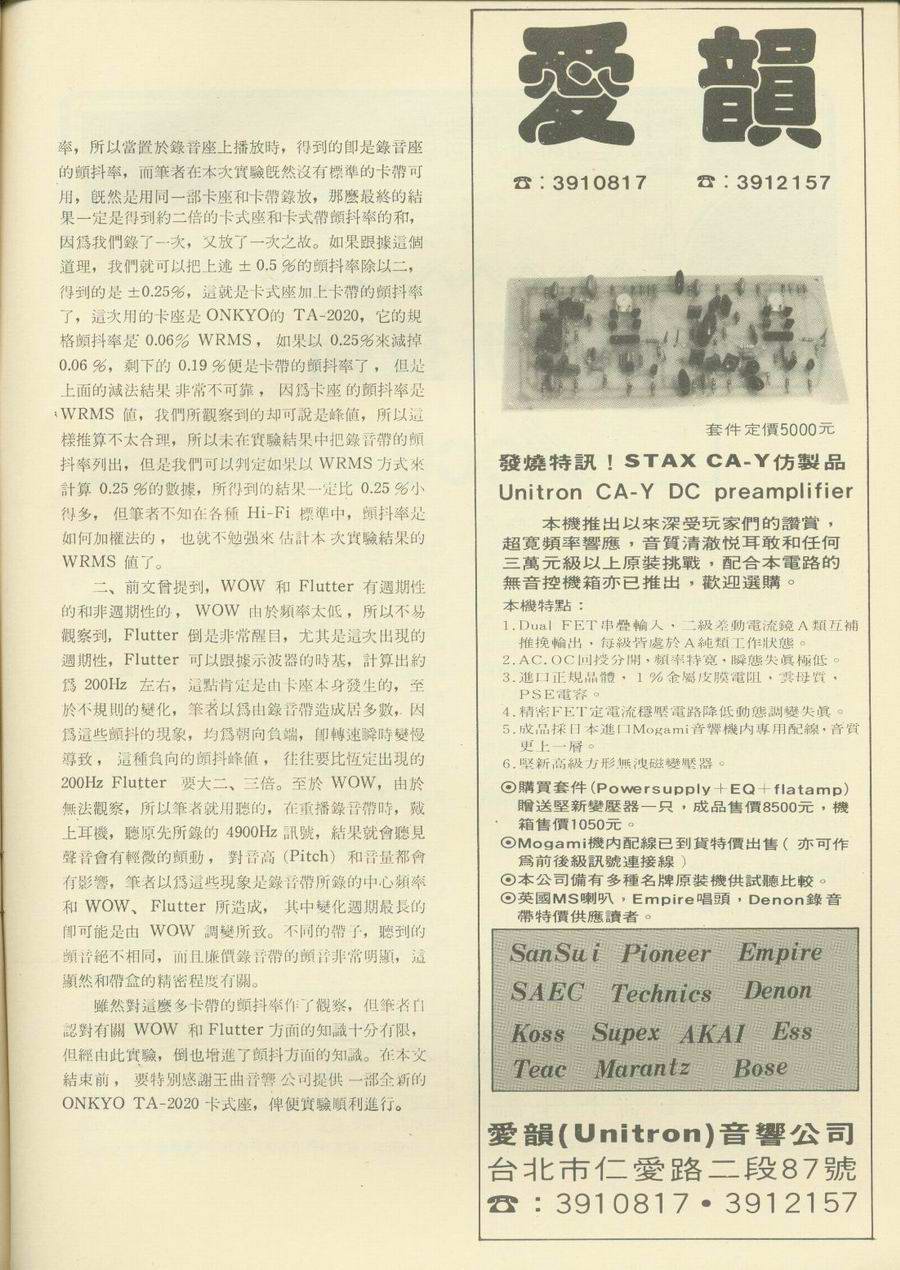 率，所以當置於錄音座上播放時，得到的卽是錄音座
的顫抖率，而筆者在本次實驗旣然沒有標準的卡帶可
用，旣然是用同一部卡座和卡帶錄放，那麼最終的結
果一定是得到約二倍的卡式座和卡式帶顫抖率的和，
因爲我們錄了一次，又放了一次之故。如果跟據這個
道理，我們就可以把上述 ± 0.5 %的顫抖率除以二，
得到的是 ±0.25%，這就是卡式座加上卡帶的顫抖率
了，這次用的卡座是 ONKYO的 TA-2020，它的規
格顫抖率是 0.06% WRMS，如果以 0.25%來減掉
0.06 %，剩下的 0.19 %便是卡帶的顫抖率了，但是
上面的減法結果非常不可靠，因爲卡座的顫抖率是
WRMS 値，我們所觀察到的却可說是峰値，所以這
樣推算不太合理，所以未在實驗結果中把錄音帶的顫
抖率列出，但是我們可以判定如果以 WRMS 方式來
計算 0.25 %的數據，所得到的結果一定比 0.25 %小
得多，但筆者不知在各種 Hi-Fi 標準中，顫抖率是
如何加權法的，也就不勉强來估計本次實驗結果的
WRMS 値了。
二、前文曾提到，WOW 和 Flutter 有週期性
的和非週期性的，WOW 由於頻率太低，所以不易
觀察到，Flutter 倒是非常醒目，尤其是這次出現的
週期性，Flutter 可以跟據示波器的時基，計算出約
爲 200Hz 左右，這點肯定是由卡座本身發生的，至
於不規則的變化，筆者以爲由錄音帶造成居多數，因
爲這些顫抖的現象，均爲朝向負端，卽轉速瞬時變慢
導致，這種負向的顫抖峰値，往往要比恆定出現的
200Hz Flutter 要大二、三倍。至於 WOW，由於
無法觀察，所以筆者就用聽的，在重播錄音帶時，戴
上耳機，聽原先所錄的 4900Hz 訊號，結果就會聽見
聲音會有輕微的顫動，對音高 (Pitch) 和音量都會
有影響，筆者以爲這些現象是錄音帶所錄的中心頻率
和 WOW、Flutter 所造成，其中變化週期最長的
卽可能是由 WOW 調變所致。不同的帶子，聽到的
顫音絕不相同，而且廉價錄音帶的顫音非常明顯，這
顯然和帶盒的精密程度有關。
雖然對這麼多卡帶的顫抖率作了觀察，但筆者自
認對有關 WOW 和 Flutter 方面的知識十分有限，
但經由此實驗，倒也增進了顫抖方面的知識。在本文
結束前，要特別感謝王曲音響公司提供一部全新的
ONKYO TA-2020 卡式座，俾便實驗順利進行。
愛韻
☎：3910817 ☎：3912157
套件定價5000元
發燒特訊！STAX CA-Y仿製品
Unitron CA-Y DC preamplifier
本機推出以來深受玩家們的讚賞，
超寬頻率響應，音質清澈悅耳敢和任何
三萬元級以上原裝挑戰，配合本電路的
無音控機箱亦已推出，歡迎選購。
本機特點：
1.Dual FET串疊輸入、二級差動電流鏡A類互補
推挽輸出，每級皆處於A純類工作狀態。
2.AC.OC回授分開，頻率特寬，瞬態失眞極低。
3.進口正規晶體，1％金屬皮膜電阻，雲母質，
PSE電容。
4.精密FET定電流穩壓電路降低動態調變失眞。
5.成品採日本進口Mogami音響機內專用配線，音質
更上一層。
6.堅新高級方形無洩磁變壓器。
⊙購買套件(Powersupply＋EQ＋flatamp)
贈送堅新變壓器一只，成品售價8500元，機
箱售價1050元。
⊙Mogami機內配線已到貨特價出售（亦可作
爲前後級訊號連接線）
⊙本公司備有多種名牌原裝機供試聽比較。
⊙英國MS喇叭，Empire唱頭，Denon錄音
帶特價供應讀者。
SanSui Pioneer Empire
SAEC Technics Denon
Koss Supex AKAI Ess
Teac Marantz Bose
愛韻(Unitron)音響公司
台北市仁愛路二段87號
☎：3910817•3912157